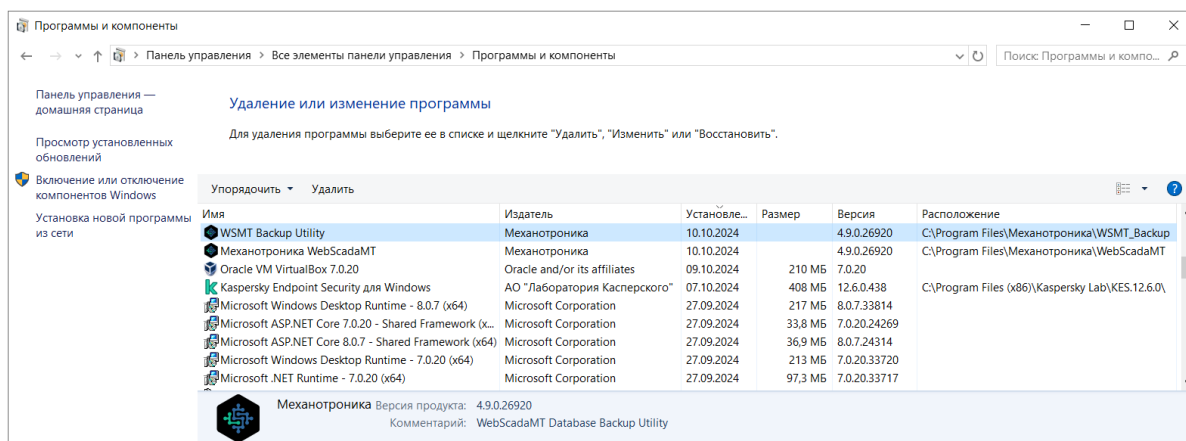 Программы и компоненты
Панель управления > Все элементы панели управления > Программы и компоненты
Поиск: Программы и компо...
Панель управления —
домашняя страница
Просмотр установленных
обновлений
Включение или отключение
компонентов Windows
Установка новой программы
из сети
Удаление или изменение программы
Для удаления программы выберите ее в списке и щелкните "Удалить", "Изменить" или "Восстановить".
Упорядочить Удалить
Имя Издатель Установле... Размер Версия Расположение
WSMT Backup Utility Механотроника 10.10.2024 4.9.0.26920 C:\Program Files\Механотроника\WSMT_Backup
Механотроника WebScadaMT Механотроника 10.10.2024 4.9.0.26920 C:\Program Files\Механотроника\WebScadaMT
Oracle VM VirtualBox 7.0.20 Oracle and/or its affiliates 09.10.2024 210 МБ 7.0.20
Kaspersky Endpoint Security для Windows АО "Лаборатория Касперского" 07.10.2024 408 МБ 12.6.0.438 C:\Program Files (x86)\Kaspersky Lab\KES.12.6.0\
Microsoft Windows Desktop Runtime - 8.0.7 (x64) Microsoft Corporation 27.09.2024 217 МБ 8.0.7.33814
Microsoft ASP.NET Core 7.0.20 - Shared Framework (x... Microsoft Corporation 27.09.2024 33,8 МБ 7.0.20.24269
Microsoft ASP.NET Core 8.0.7 - Shared Framework (x64) Microsoft Corporation 27.09.2024 36,9 МБ 8.0.7.24314
Microsoft Windows Desktop Runtime - 7.0.20 (x64) Microsoft Corporation 27.09.2024 213 МБ 7.0.20.33720
Microsoft .NET Runtime - 7.0.20 (x64) Microsoft Corporation 27.09.2024 97,3 МБ 7.0.20.33717
Механотроника Версия продукта: 4.9.0.26920
Комментарий: WebScadaMT Database Backup Utility